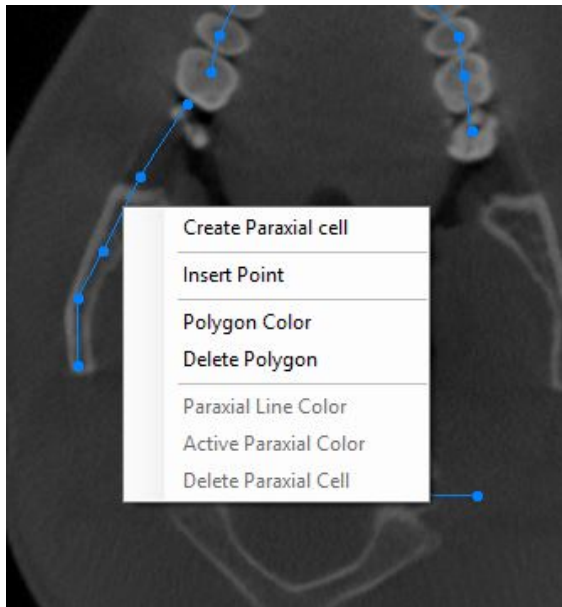 Create Paraxial cell
Insert Point
Polygon Color
Delete Polygon
Paraxial Line Color
Active Paraxial Color
Delete Paraxial Cell